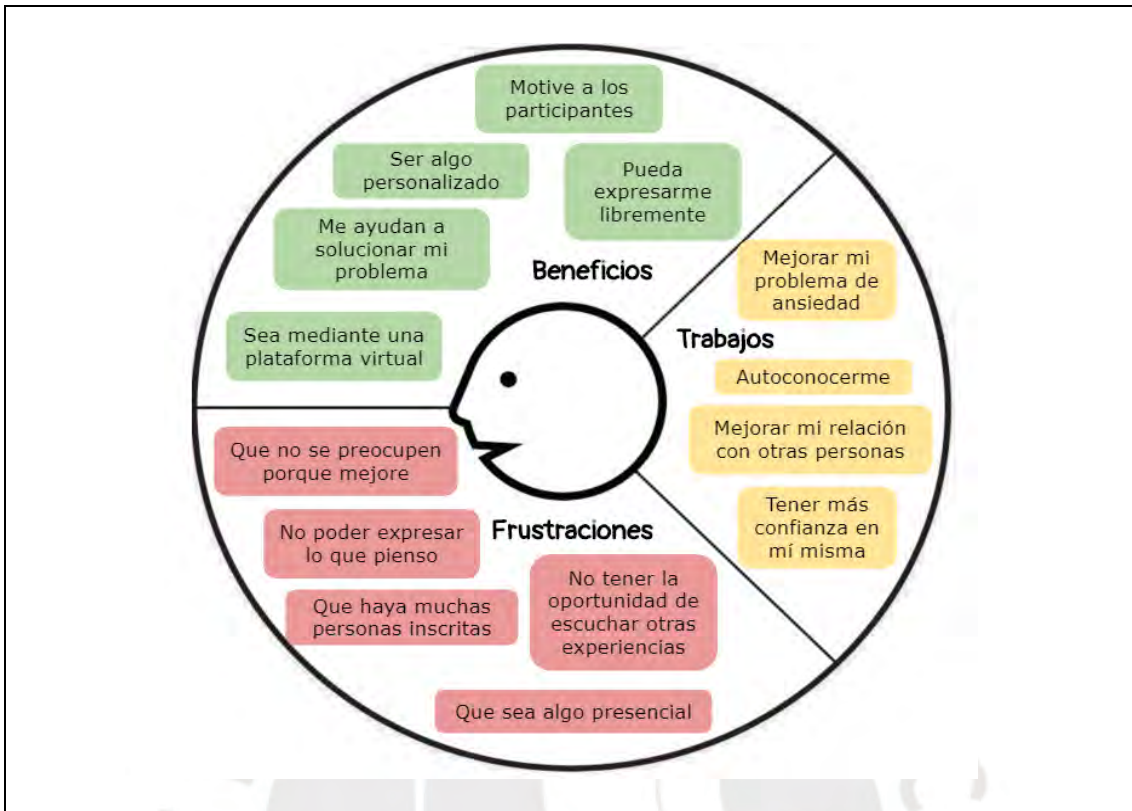 Motive a los
participantes
Ser algo
personalizado
Pueda
expresarme
libremente
Me ayudan a
solucionar mi
problema
Beneficios
Sea mediante una
plataforma virtual
Mejorar mi
problema de
ansiedad
Trabajos
Autoconocerme
Mejorar mi relación
con otras personas
Tener más
confianza en
mí misma
Que no se preocupen
porque mejore
No poder expresar
lo que pienso
Frustraciones
Que haya muchas
personas inscritas
No tener la
oportunidad de
escuchar otras
experiencias
Que sea algo presencial